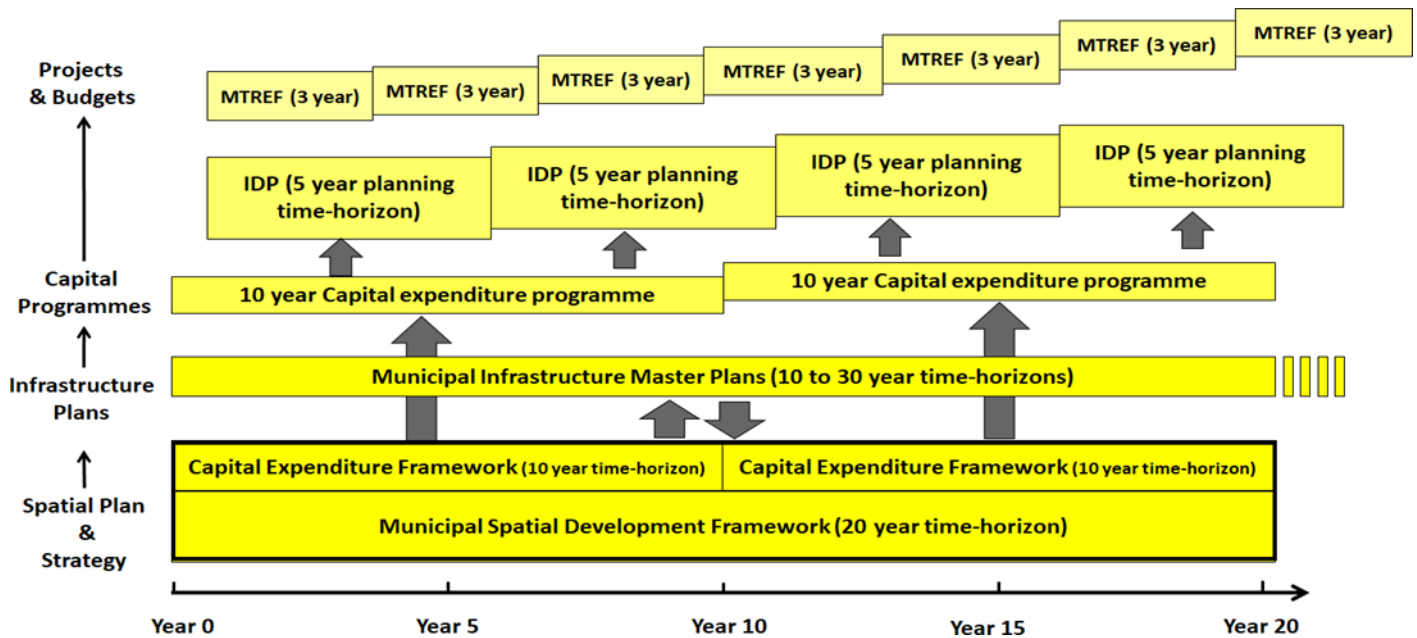 Projects
& Budgets
MTREF (3 year)
MTREF (3 year)
MTREF (3 year)
MTREF (3 year)
MTREF (3 year)
MTREF (3 year)
MTREF (3 year)
IDP (5 year planning
time-horizon)
IDP (5 year planning
time-horizon)
IDP (5 year planning
time-horizon)
IDP (5 year planning
time-horizon)
Capital
Programmes
10 year Capital expenditure programme
10 year Capital expenditure programme
Infrastructure
Plans
Municipal Infrastructure Master Plans (10 to 30 year time-horizons)
Spatial Plan
&
Strategy
Capital Expenditure Framework (10 year time-horizon)
Capital Expenditure Framework (10 year time-horizon)
Municipal Spatial Development Framework (20 year time-horizon)
Year 0
Year 5
Year 10
Year 15
Year 20